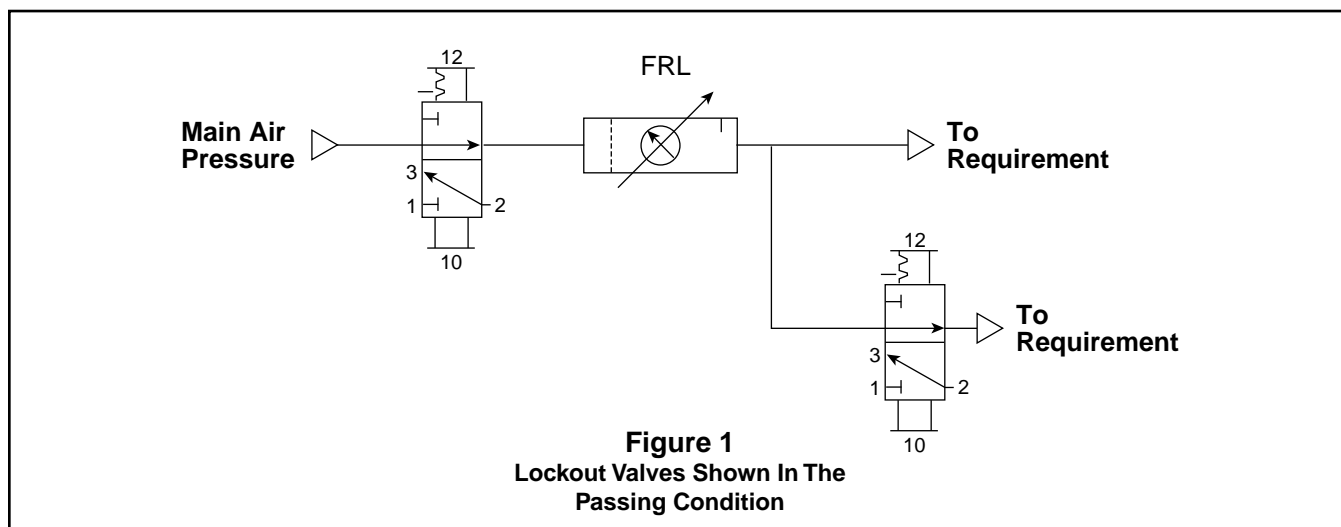 12
FRL
Main Air
Pressure
To
Requirement
3
1
2
10
12
To
Requirement
3
1
2
10
Figure 1
Lockout Valves Shown In The
Passing Condition